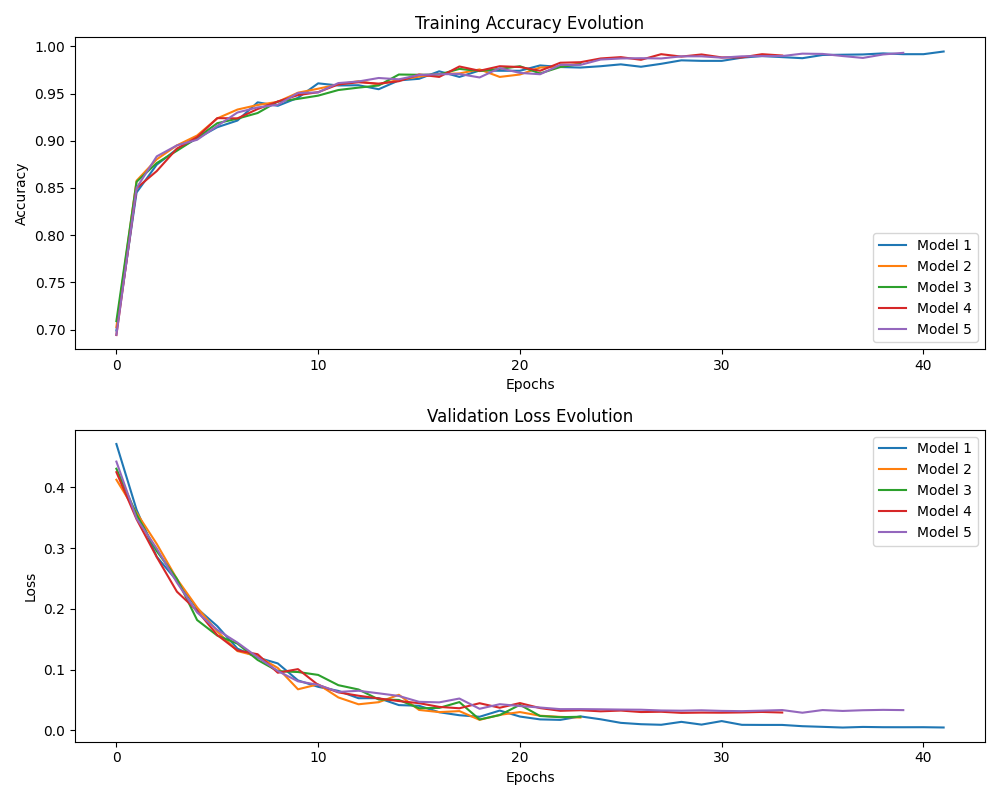 Training Accuracy Evolution
1.00
0.95
0.90
0.85
0.80
0.75
0.70
Accuracy
Model 1
Model 2
Model 3
Model 4
Model 5
0 10 20 30 40
Epochs
Validation Loss Evolution
0.4
0.3
0.2
0.1
0.0
Loss
Model 1
Model 2
Model 3
Model 4
Model 5
0 10 20 30 40
Epochs